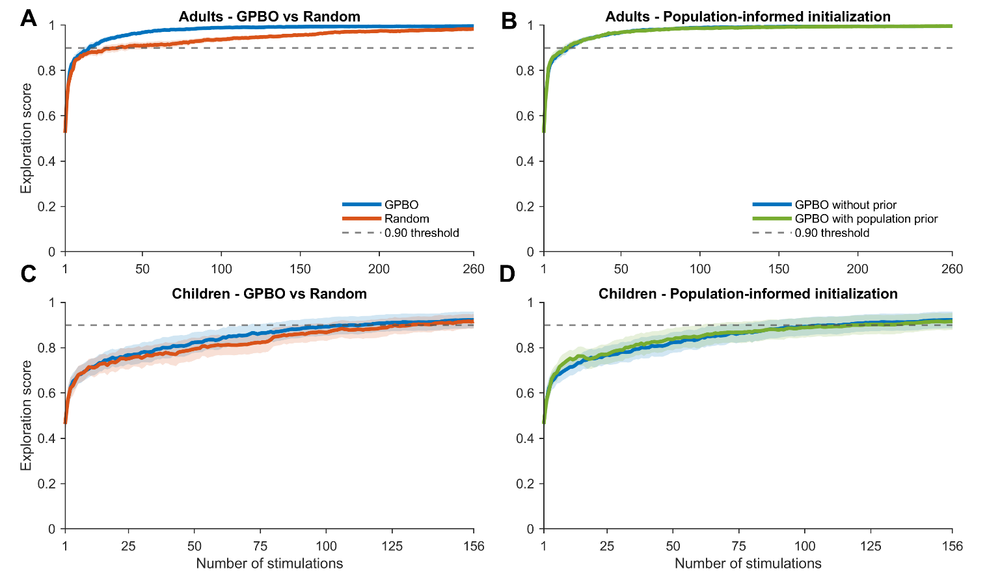 A
Adults - GPBO vs Random
Exploration score
1
0.8
0.6
0.4
0.2
0
GPBO
Random
0.90 threshold
1 50 100 150 200 260
B
Adults - Population-informed initialization
1
0.8
0.6
0.4
0.2
0
GPBO without prior
GPBO with population prior
0.90 threshold
1 50 100 150 200 260
C
Children - GPBO vs Random
Exploration score
1
0.8
0.6
0.4
0.2
0
1 25 50 75 100 125 156
Number of stimulations
D
Children - Population-informed initialization
1
0.8
0.6
0.4
0.2
0
1 25 50 75 100 125 156
Number of stimulations